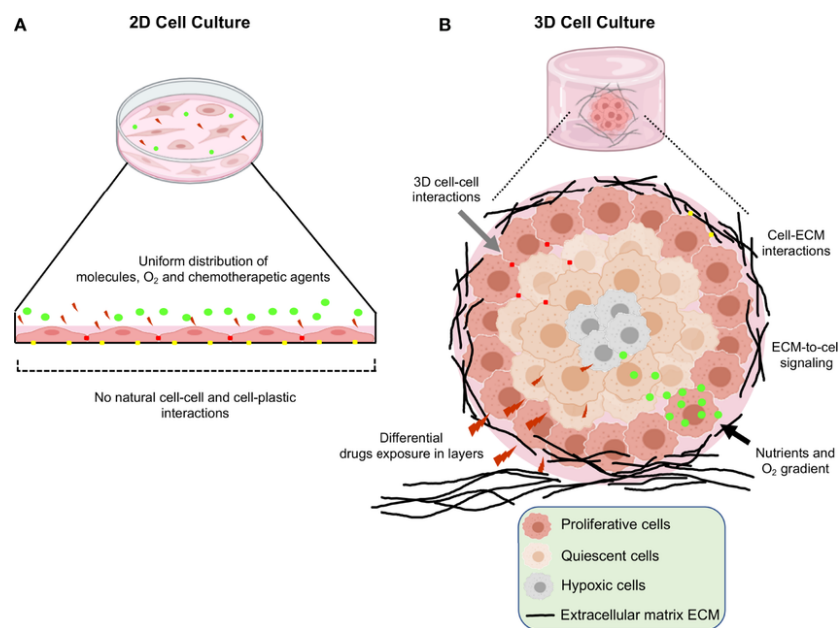 A
2D Cell Culture
Uniform distribution of
molecules, O₂ and chemotherapetic agents
No natural cell-cell and cell-plastic
interactions
B
3D Cell Culture
3D cell-cell
interactions
Cell-ECM
interactions
ECM-to-cel
signaling
Differential
drugs exposure in layers
Nutrients and
O₂ gradient
Proliferative cells
Quiescent cells
Hypoxic cells
Extracellular matrix ECM